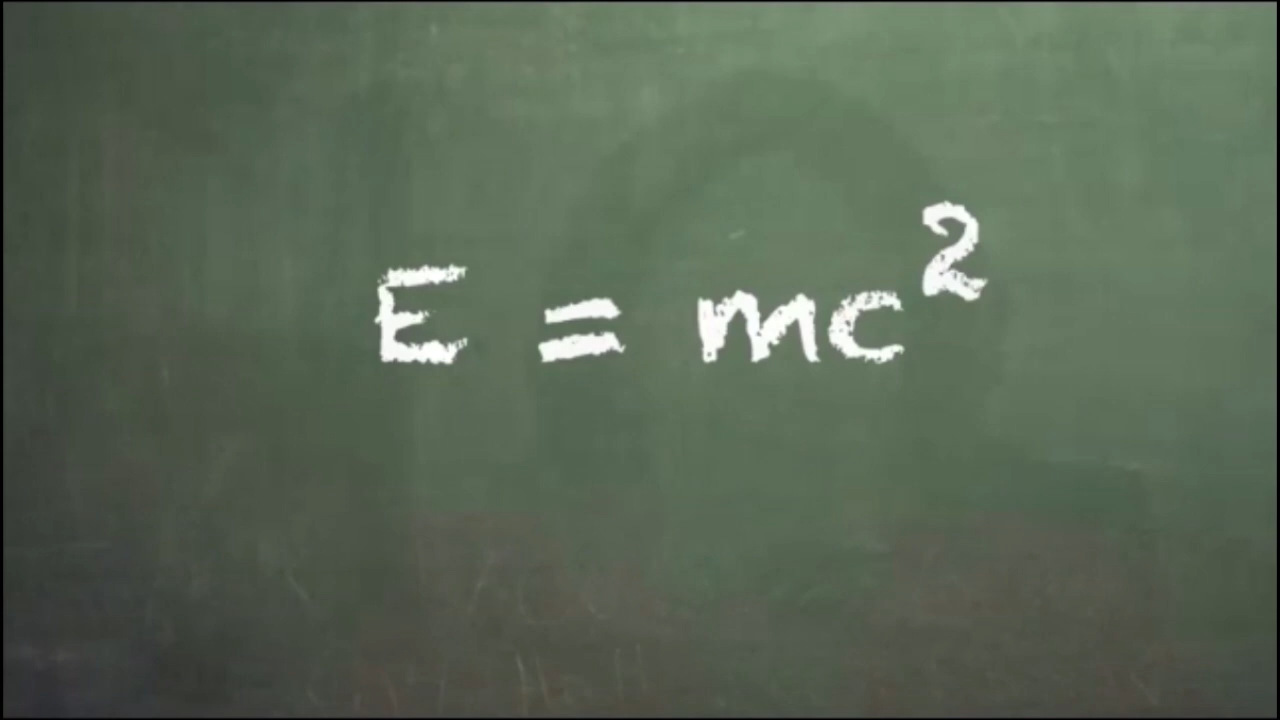 E = mc²